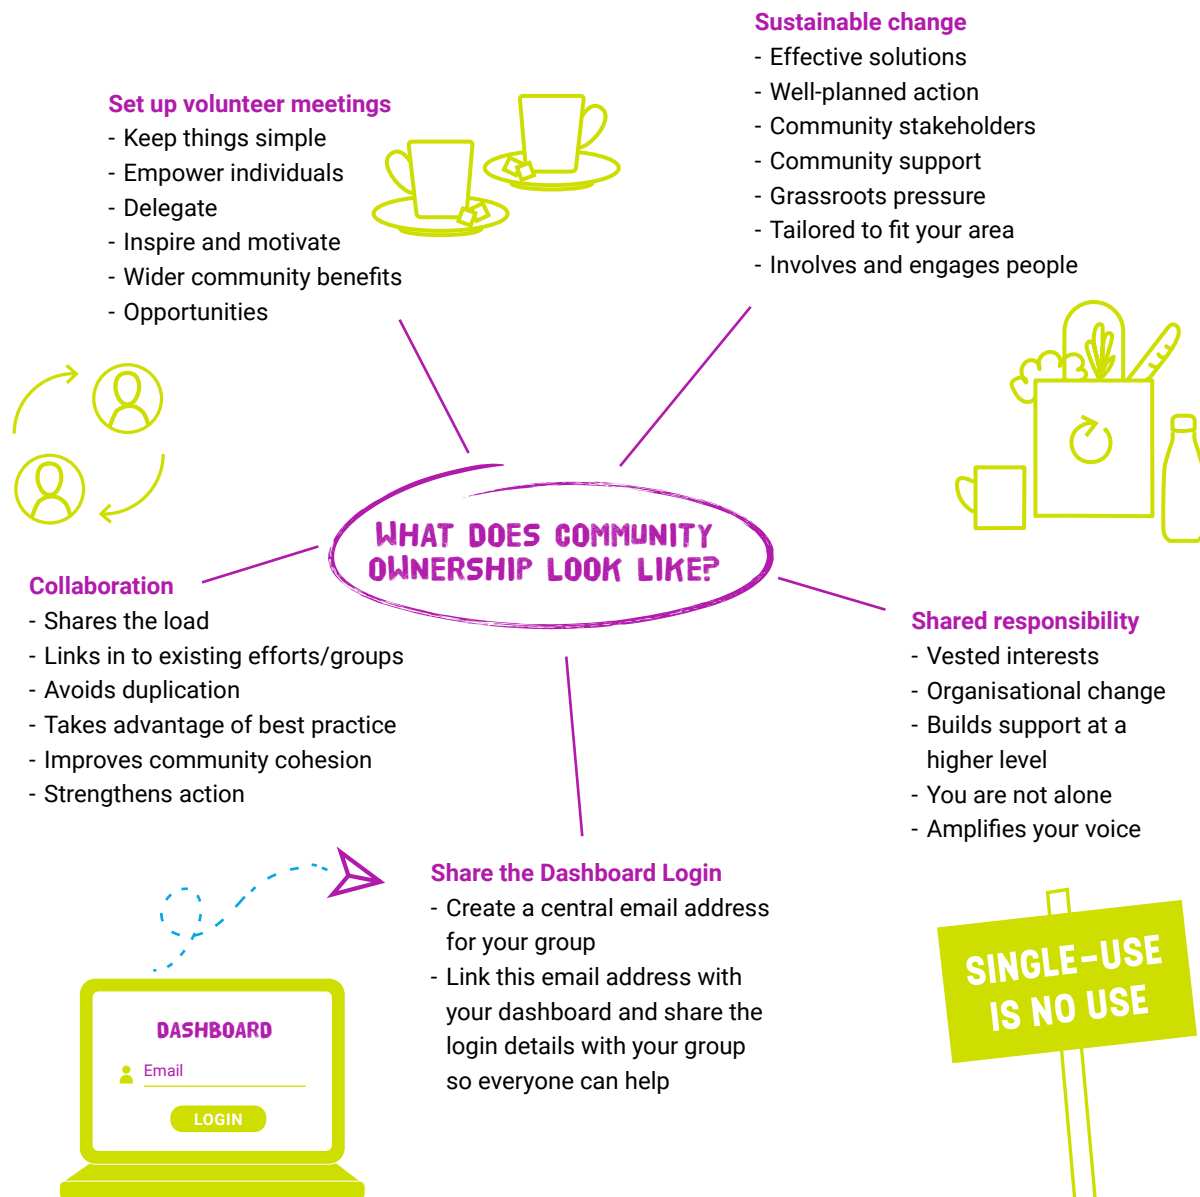 Sustainable change
- Effective solutions
- Well-planned action
- Community stakeholders
- Community support
- Grassroots pressure
- Tailored to fit your area
- Involves and engages people
Set up volunteer meetings
- Keep things simple
- Empower individuals
- Delegate
- Inspire and motivate
- Wider community benefits
- Opportunities
WHAT DOES COMMUNITY
OWNERSHIP LOOK LIKE?
Collaboration
- Shares the load
- Links in to existing efforts/groups
- Avoids duplication
- Takes advantage of best practice
- Improves community cohesion
- Strengthens action
Shared responsibility
- Vested interests
- Organisational change
- Builds support at a
higher level
- You are not alone
- Amplifies your voice
Share the Dashboard Login
- Create a central email address
for your group
- Link this email address with
your dashboard and share the
login details with your group
so everyone can help
DASHBOARD
Email
LOGIN
SINGLE-USE
IS NO USE